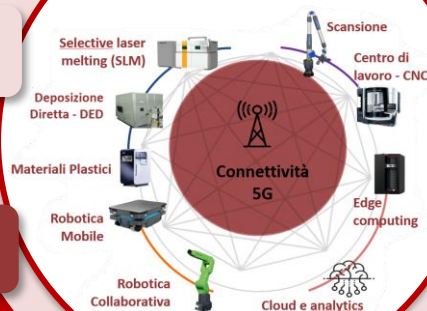 Scansione
Selective laser
melting (SLM)
Centro di
lavoro - CNC
Deposizione
Diretta - DED
Connettività
5G
Materiali Plastici
Edge
computing
Robotica
Mobile
Robotica
Collaborativa
Cloud e analytics